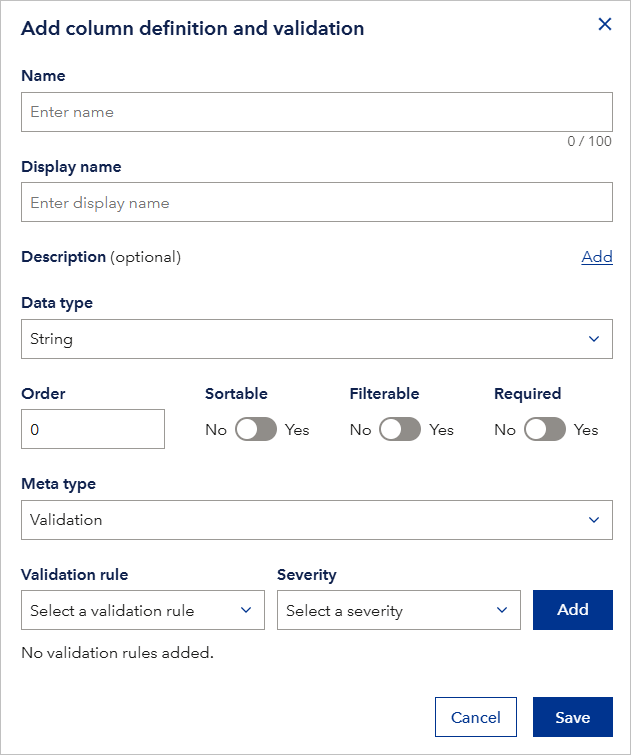 Add column definition and validation
Name
Enter name
0 / 100
Display name
Enter display name
Description (optional) Add
Data type
String
Order Sortable Filterable Required
0 No Yes No Yes No Yes
Meta type
Validation
Validation rule Severity
Select a validation rule Select a severity Add
No validation rules added.
Cancel Save